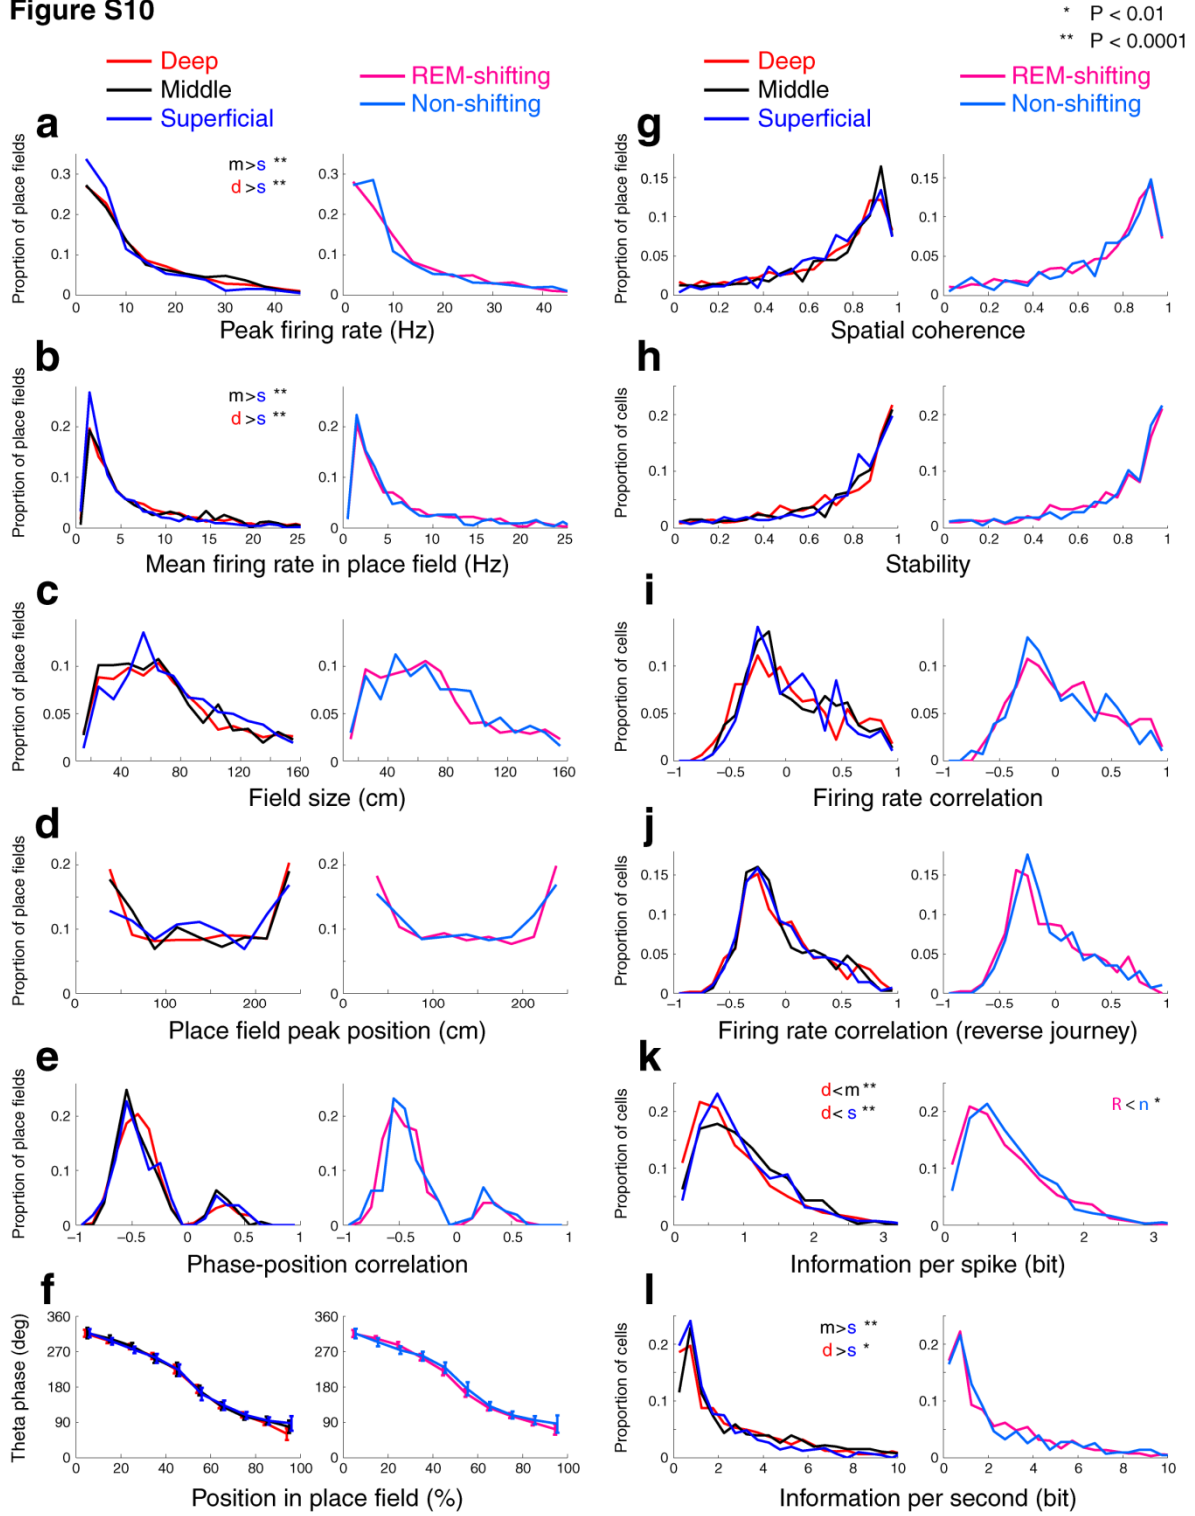 Figure S10
* P < 0.01
** P < 0.0001
Deep
Middle
Superficial
REM-shifting
Non-shifting
Deep
Middle
Superficial
REM-shifting
Non-shifting
a
Proportion of place fields
0.3
0.2
0.1
0
m>s **
d >s **
0 10 20 30 40
0.3
0.2
0.1
0
0 10 20 30 40
Peak firing rate (Hz)
b
Proportion of place fields
0.2
0.1
0
m>s **
d >s **
0 5 10 15 20 25
0.2
0.1
0
0 5 10 15 20 25
Mean firing rate in place field (Hz)
c
Proportion of place fields
0.1
0.05
0
40 80 120 160
0.1
0.05
0
40 80 120 160
Field size (cm)
d
Proportion of place fields
0.2
0.1
0
0 100 200
0.2
0.1
0
0 100 200
Place field peak position (cm)
e
Proportion of place fields
0.2
0.1
0
−1 −0.5 0 0.5 1
0.2
0.1
0
−1 −0.5 0 0.5 1
Phase-position correlation
f
Theta phase (deg)
360
270
180
90
0
0 20 40 60 80 100
360
270
180
90
0
0 20 40 60 80 100
Position in place field (%)
g
Proportion of place fields
0.15
0.1
0.05
0
0 0.2 0.4 0.6 0.8 1
0.15
0.1
0.05
0
0 0.2 0.4 0.6 0.8 1
Spatial coherence
h
Proportion of cells
0.2
0.1
0
0 0.2 0.4 0.6 0.8 1
0.2
0.1
0
0 0.2 0.4 0.6 0.8 1
Stability
i
Proportion of cells
0.1
0.05
0
−1 −0.5 0 0.5 1
0.1
0.05
0
−1 −0.5 0 0.5 1
Firing rate correlation
j
Proportion of cells
0.15
0.1
0.05
0
−1 −0.5 0 0.5 1
0.15
0.1
0.05
0
−1 −0.5 0 0.5 1
Firing rate correlation (reverse journey)
k
Proportion of cells
0.2
0.1
0
d<m **
d< s **
0 1 2 3
0.2
0.1
0
R < n *
0 1 2 3
Information per spike (bit)
l
Proportion of cells
0.2
0.1
0
m>s **
d >s *
0 2 4 6 8 10
0.2
0.1
0
0 2 4 6 8 10
Information per second (bit)